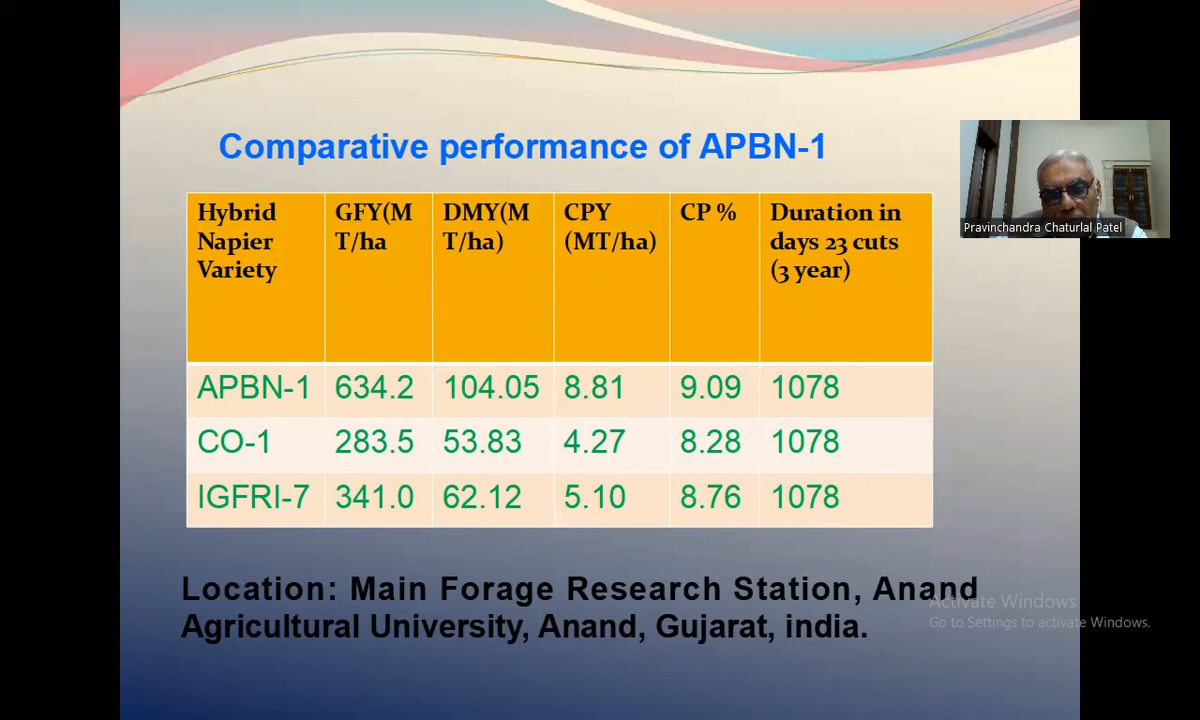 Comparative performance of APBN-1
Hybrid Napier Variety GFY(M T/ha DMY(M T/ha) CPY (MT/ha) CP % Duration in days 23 cuts (3 year)
APBN-1 634.2 104.05 8.81 9.09 1078
CO-1 283.5 53.83 4.27 8.28 1078
IGFRI-7 341.0 62.12 5.10 8.76 1078
Location: Main Forage Research Station, Anand
Agricultural University, Anand, Gujarat, india.
Pravinchandra Chaturlal Patel
Activate Windows
Go to Settings to activate Windows.